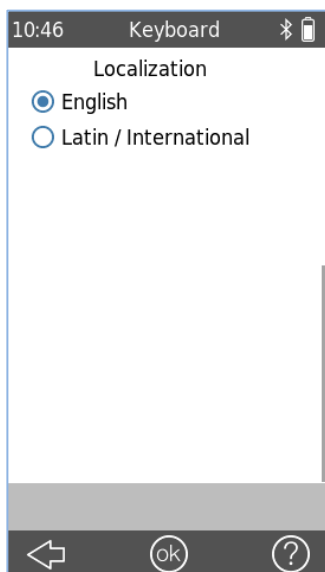 10:46 Keyboard
Localization
English
Latin / International
ok ?